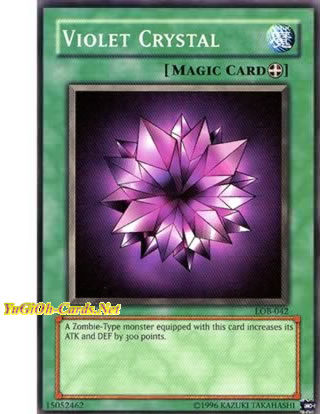 VIOLET CRYSTAL
魔
[MAGIC CARD]
LOB-042
YuGiOh-Cards.Net
A Zombie-Type monster equipped with this card increases its
ATK and DEF by 300 points.
15052462
©1996 KAZUKI TAKAHASHI